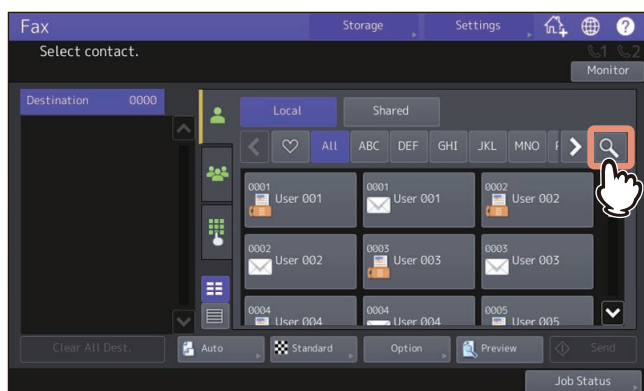 Fax
Storage
Settings
?
Select contact.
1 2
Monitor
Destination 0000
Local
Shared
All ABC DEF GHI JKL MNO
0001
User 001
0001
User 001
0002
User 002
0002
User 002
0003
User 003
0003
User 003
0004
User 004
0004
User 004
0005
User 005
Clear All Dest.
Auto
Standard
Option
Preview
Send
Job Status